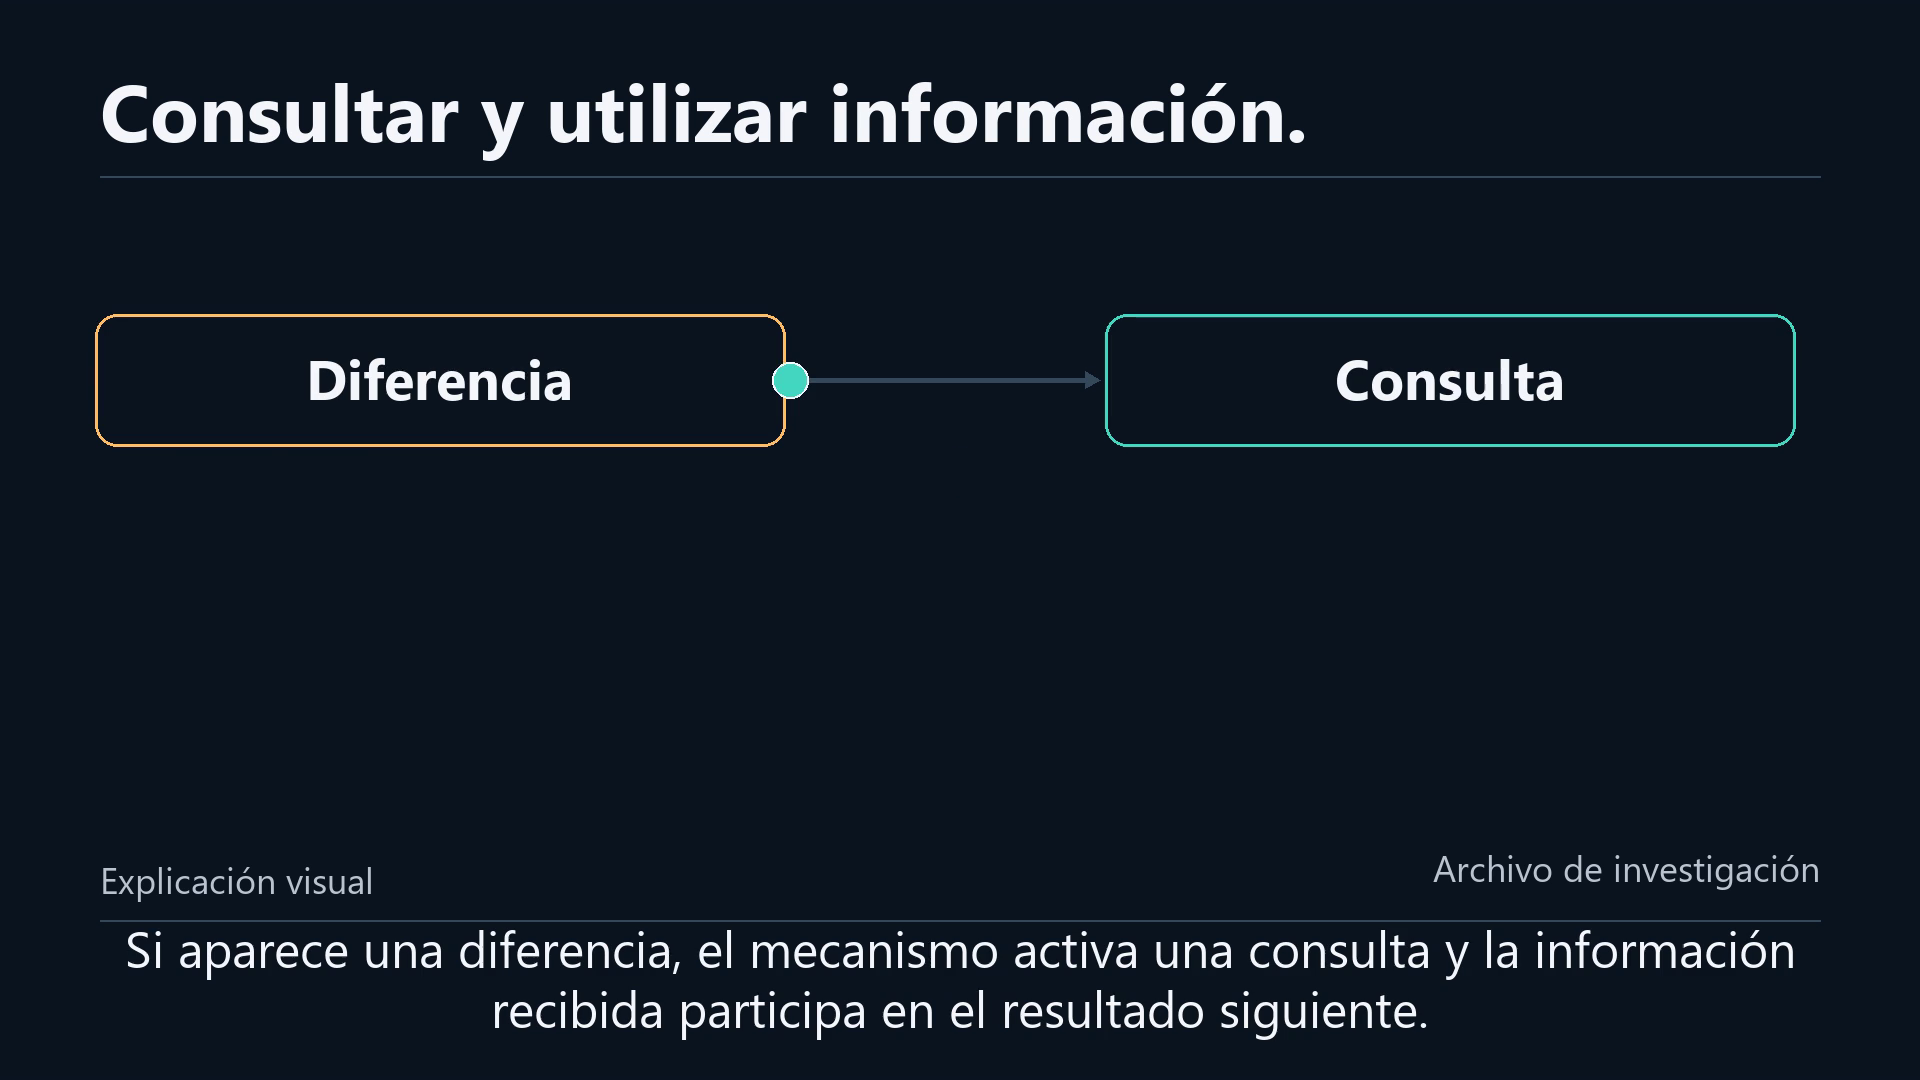 Consultar y utilizar información.
Diferencia
Consulta
Explicación visual
Archivo de investigación
Si aparece una diferencia, el mecanismo activa una consulta y la información
recibida participa en el resultado siguiente.